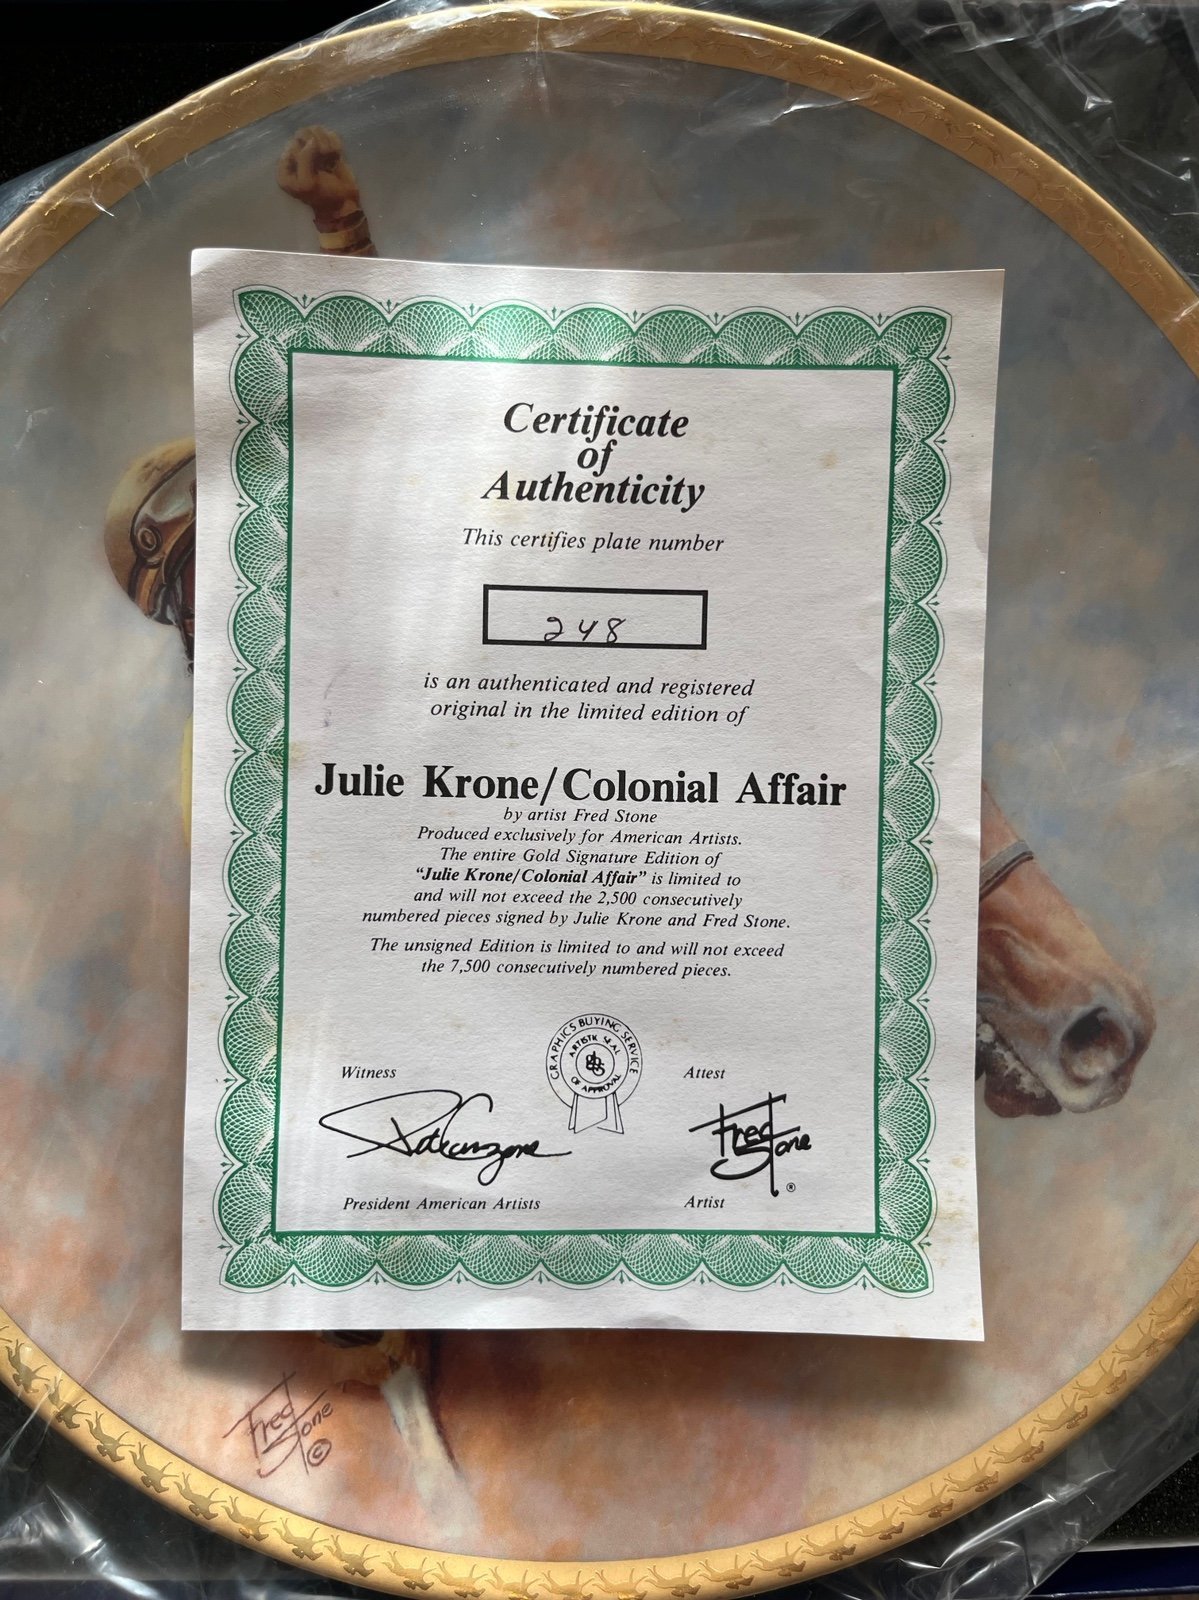 Certificate
of
Authenticity
This certifies plate number
248
is an authenticated and registered
original in the limited edition of
Julie Krone/Colonial Affair
by artist Fred Stone
Produced exclusively for American Artists.
The entire Gold Signature Edition of
"Julie Krone/Colonial Affair" is limited to
and will not exceed the 2,500 consecutively
numbered pieces signed by Julie Krone and Fred Stone.
The unsigned Edition is limited to and will not exceed
the 7,500 consecutively numbered pieces.
GRAPHICS BUYING SERVICE
ARTISTIK SEAL
OF APPROVAL
gbs
Witness
Attest
Fred
Stone
®
President American Artists
Artist
Fred
Stone
©